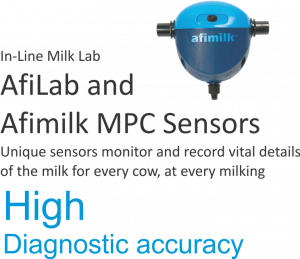 afimilk
In-Line Milk Lab
AfiLab and
Afimilk MPC Sensors
Unique sensors monitor and record vital details
of the milk for every cow, at every milking
High
Diagnostic accuracy